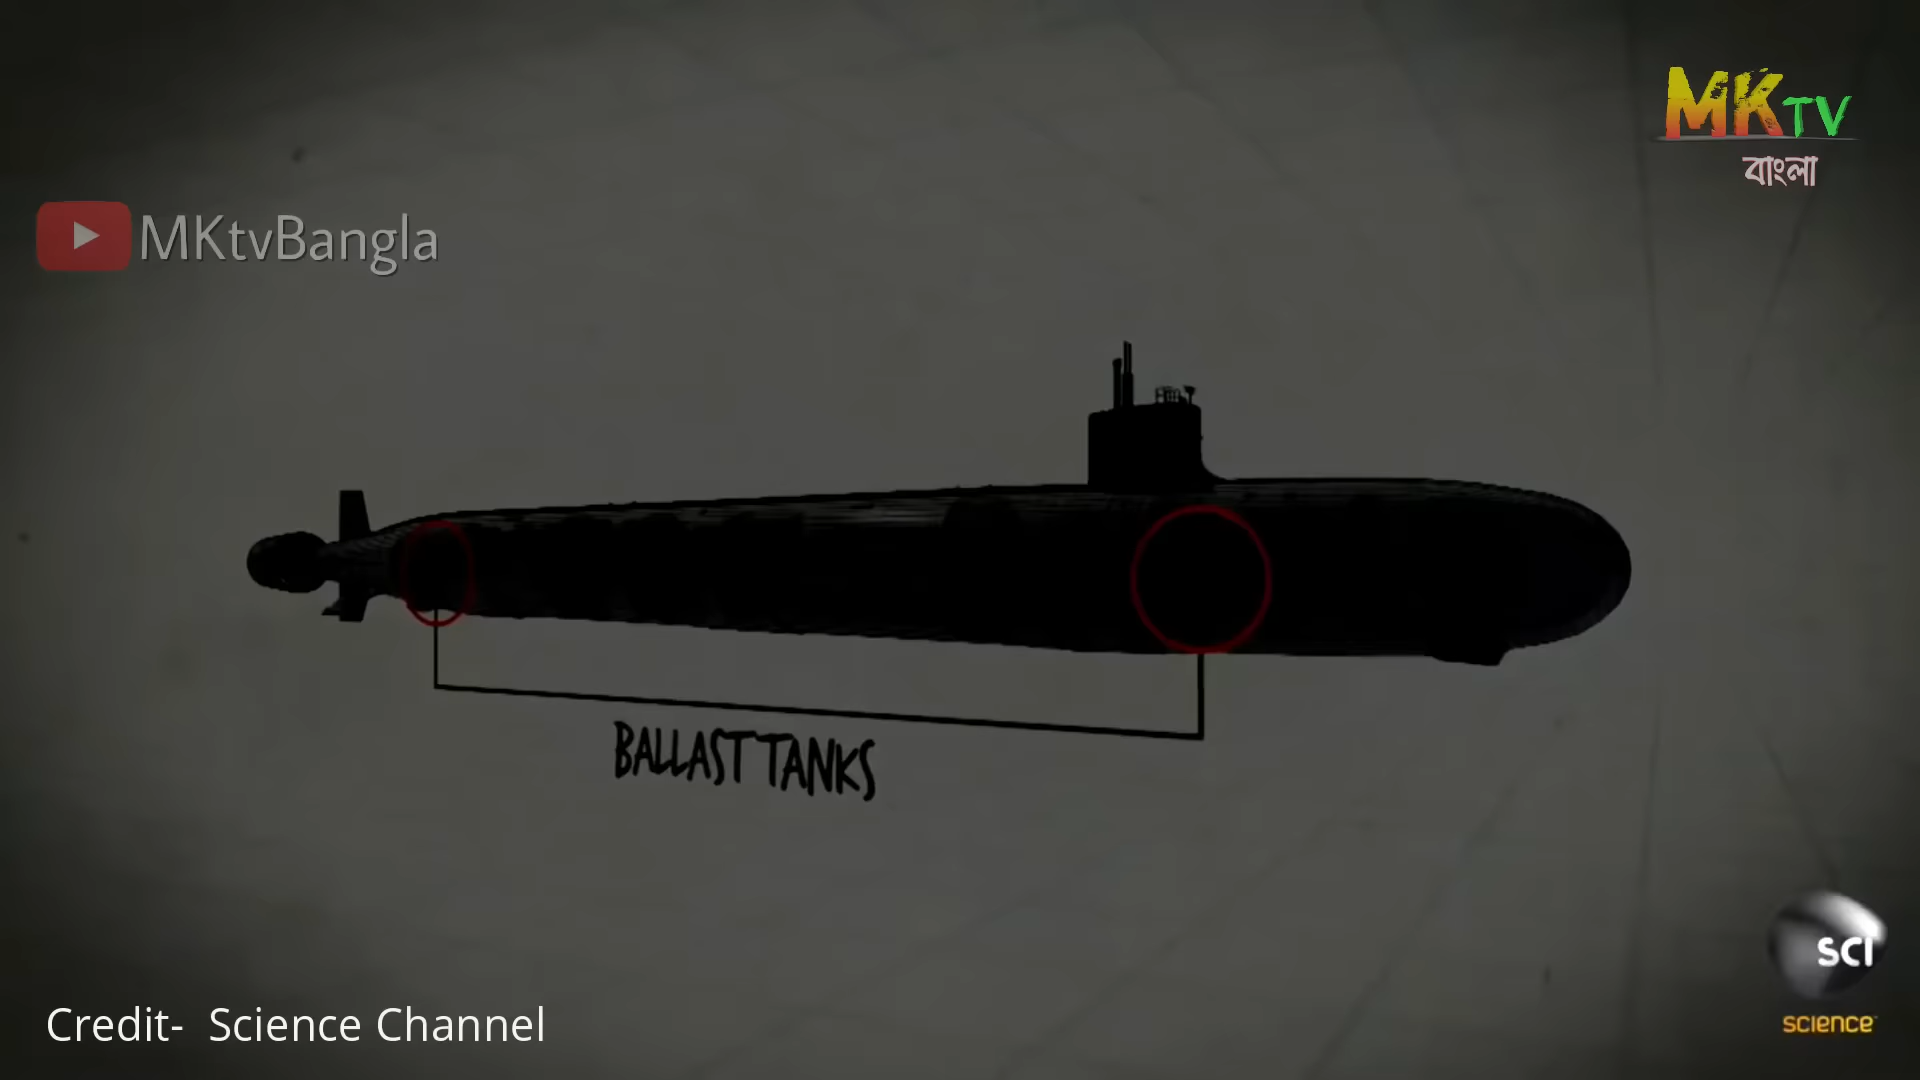 MKTV
বাংলা
MKtvBangla
BALLAST TANKS
SCI
SCIENCE
Credit- Science Channel